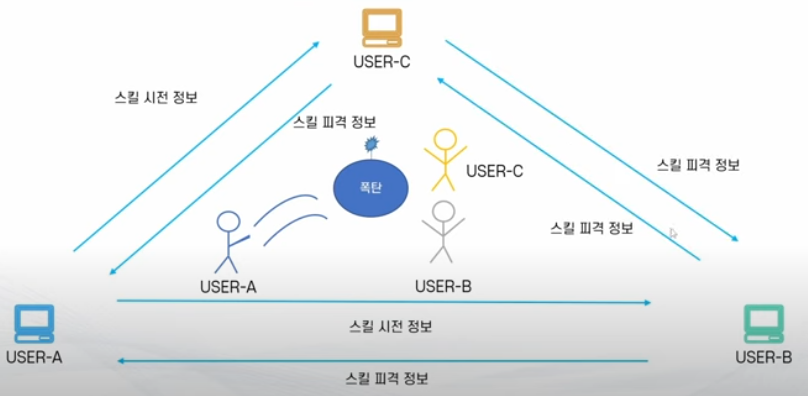 USER-C
스킬 시전 정보
스킬 피격 정보
스킬 피격 정보
폭탄
USER-C
스킬 피격 정보
USER-A
USER-B
스킬 시전 정보
USER-A
USER-B
스킬 피격 정보